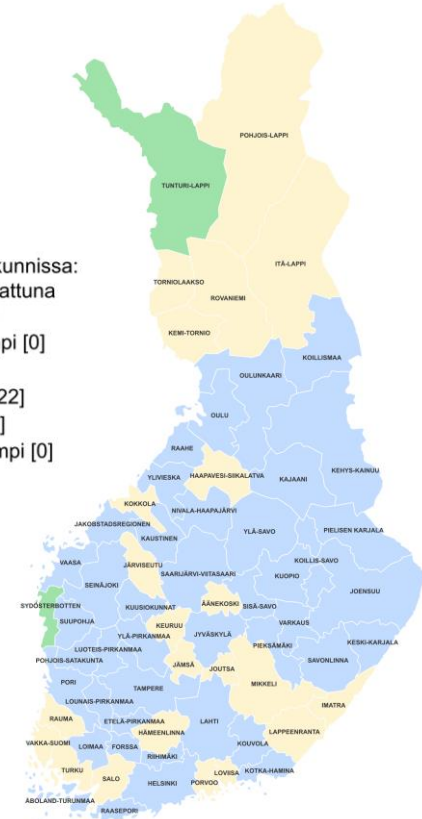 POHJOIS-LAPPI
TUNTURI-LAPPI
kunnissa:
attuna
ITÄ-LAPPI
TORNIOLAAKSO
ROVANIEMI
KEMI-TORNIO
npi [0]
KOILLISMAA
OULUNKAARI
22]
OULU
]
npi [0]
RAAHE
HAAPAVESI-SIIKALATVA
KEHYS-KAINUU
YLIVIESKA
KAJAANI
KOKKOLA
NIVALA-HAAPAJÄRVI
JAKOBSTADSREGIONEN
PIELISEN KARJALA
YLÄ-SAVO
KAUSTINEN
VAASA
KOILLIS-SAVO
JÄRVISEUTU
SAARIJÄRVI-VIITASAARI
KUOPIO
SEINÄJOKI
JOENSUU
ÄÄNEKOSKI
SYDÖSTERBOTTEN
KUUSIOKUNNAT
SISÄ-SAVO
SUUPOHJA
KEURUU
VARKAUS
YLÄ-PIRKANMAA
JYVÄSKYLÄ
KESKI-KARJALA
LUOTEIS-PIRKANMAA
PIEKSÄMÄKI
POHJOIS-SATAKUNTA
SAVONLINNA
JÄMSÄ
JOUTSA
PORI
TAMPERE
MIKKELI
LOUNAIS-PIRKANMAA
IMATRA
RAUMA
ETELÄ-PIRKANMAA
LAHTI
HÄMEENLINNA
LAPPEENRANTA
VAKKA-SUOMI
LOIMAA
FORSSA
KOUVOLA
RIIHIMÄKI
TURKU
SALO
LOVIISA
KOTKA-HAMINA
HELSINKI
PORVOO
ÅBOLAND-TURUNMAA
RAASEPORI